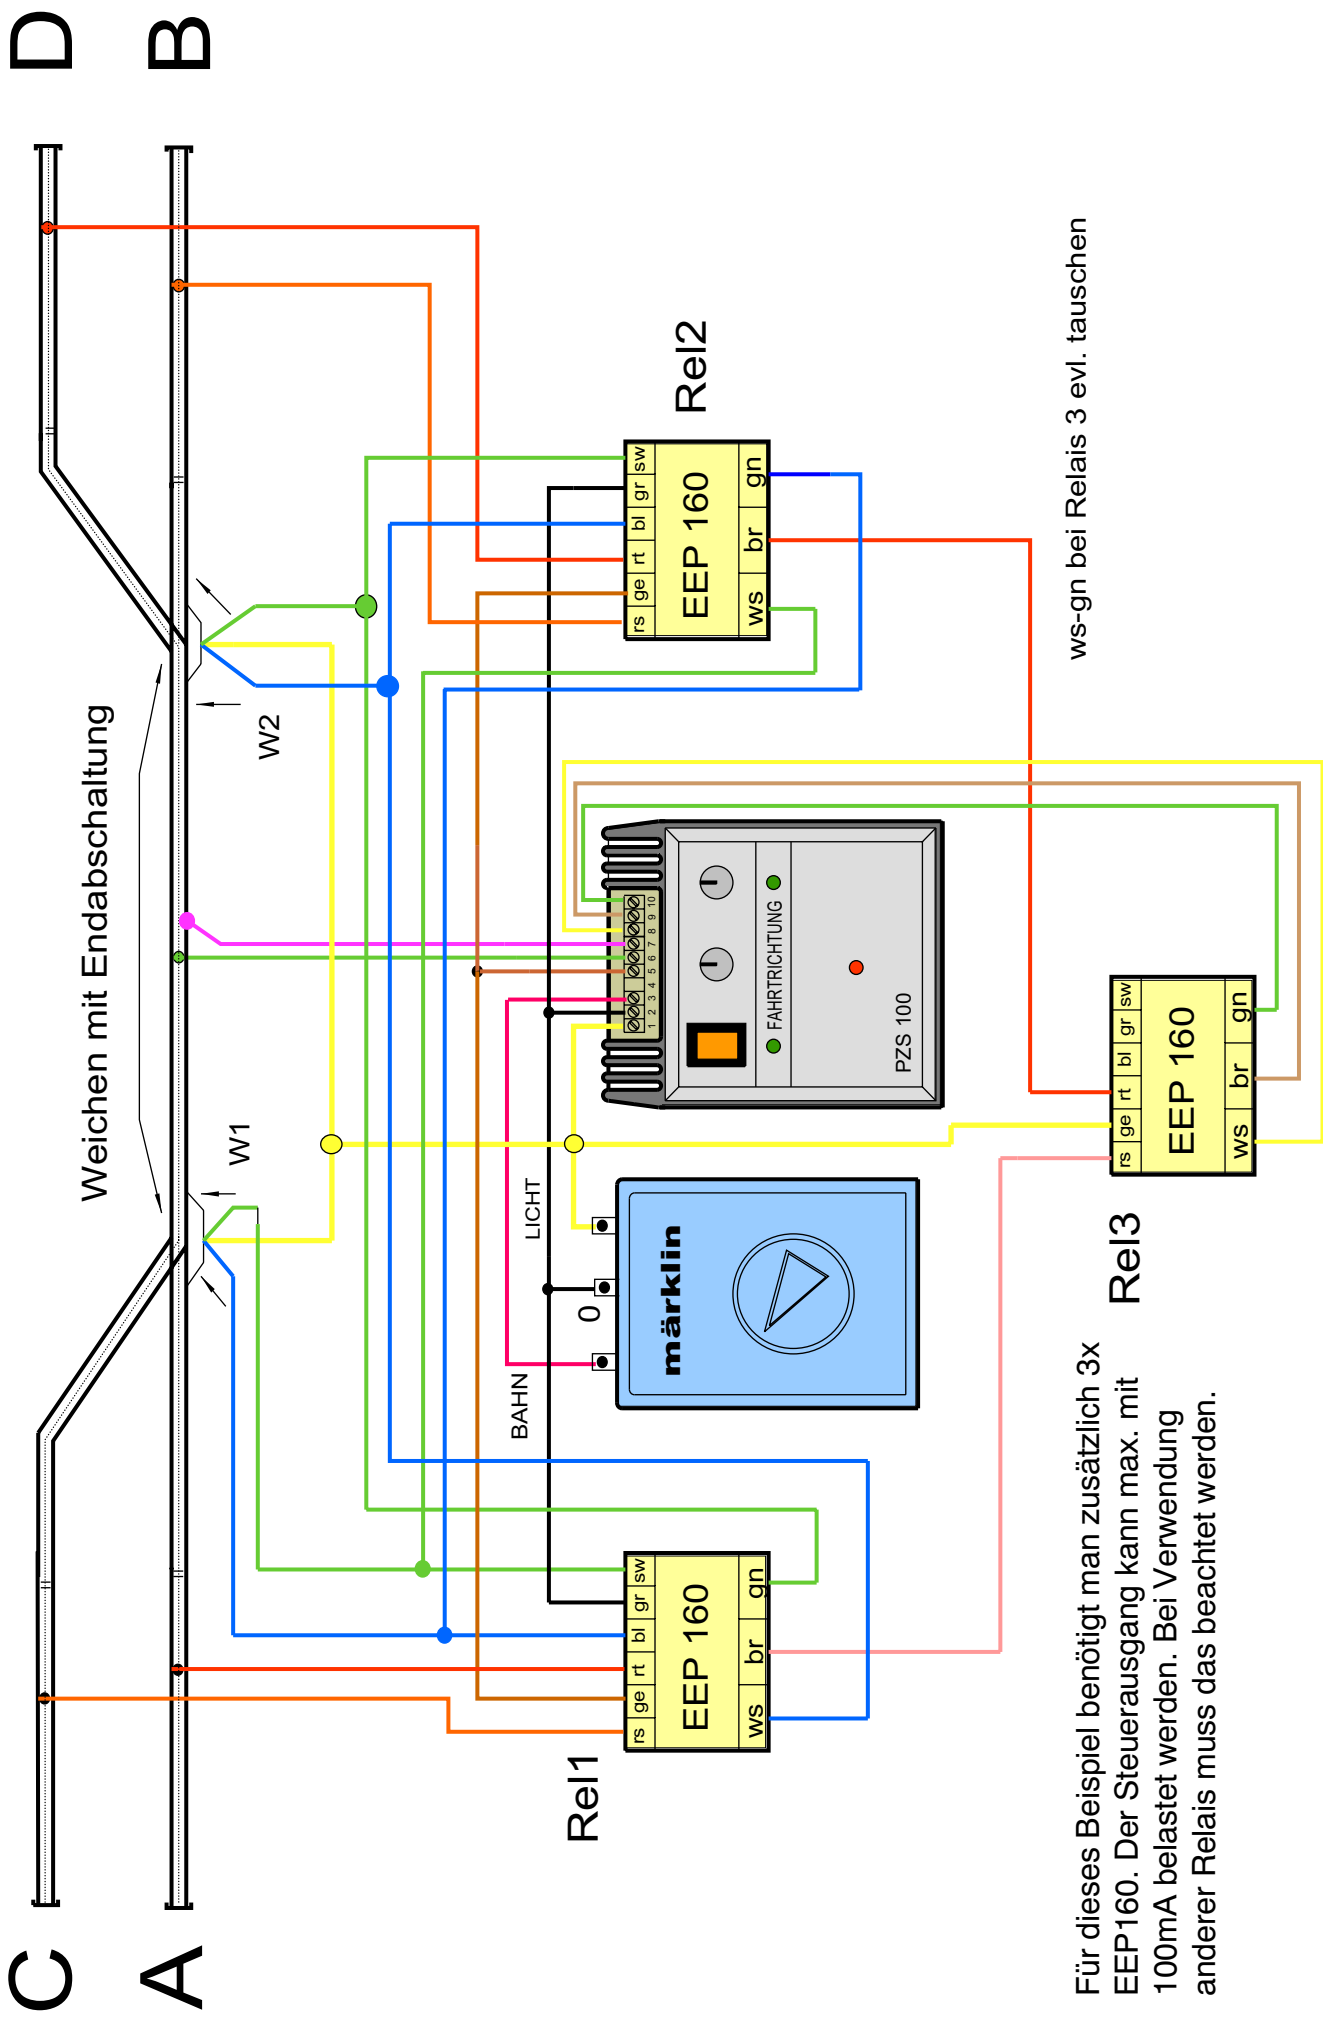 C
D
A
B
Weichen mit Endabschaltung
W1
W2
BAHN
LICHT
0
Rel1
rs ge rt bl gr sw
EEP 160
ws br gn
märklin
1 2 3 4 5 6 7 8 9 10
FAHRTRICHTUNG
PZS 100
Rel2
rs ge rt bl gr sw
EEP 160
ws br gn
Rel3
rs ge rt bl gr sw
EEP 160
ws br gn
ws-gn bei Relais 3 evl. tauschen
Für dieses Beispiel benötigt man zusätzlich 3x
EEP160. Der Steuerausgang kann max. mit
100mA belastet werden. Bei Verwendung
anderer Relais muss das beachtet werden.